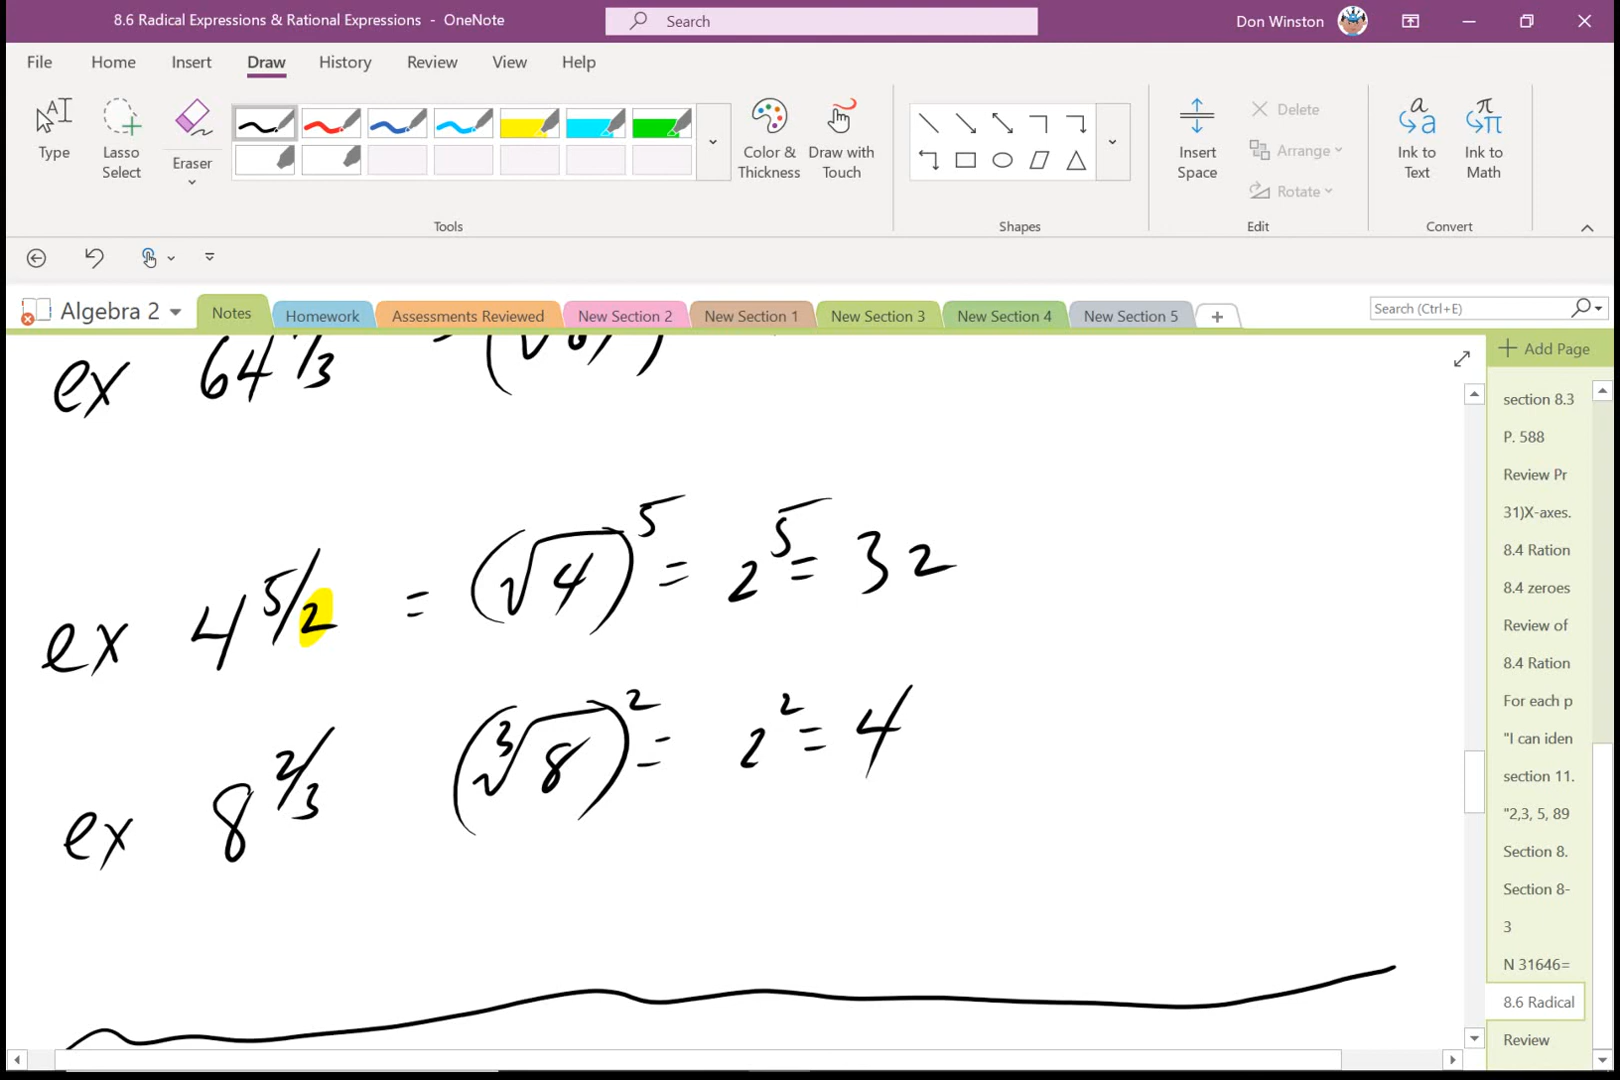 8.6 Radical Expressions & Rational Expressions - OneNote
Search
Don Winston
File Home Insert Draw History Review View Help
Type
Lasso Select
Eraser
Color & Thickness
Draw with Touch
Insert Space
Delete
Arrange
Rotate
a
a
Ink to Text
π
π
Ink to Math
Tools Shapes Edit Convert
Algebra 2
Notes Homework Assessments Reviewed New Section 2 New Section 1 New Section 3 New Section 4 New Section 5 +
Search (Ctrl+E)
+ Add Page
section 8.3
P. 588
Review Pr
31)X-axes.
8.4 Ration
8.4 zeroes
Review of
8.4 Ration
For each p
"I can iden
section 11.
"2,3, 5, 89
Section 8.
Section 8-
3
N 31646=
8.6 Radical
Review
ex 64
ex 4^{5/2} = (√4)^5 = 2^5 = 32
ex 8^{2/3} (∛8)^2 = 2^2 = 4